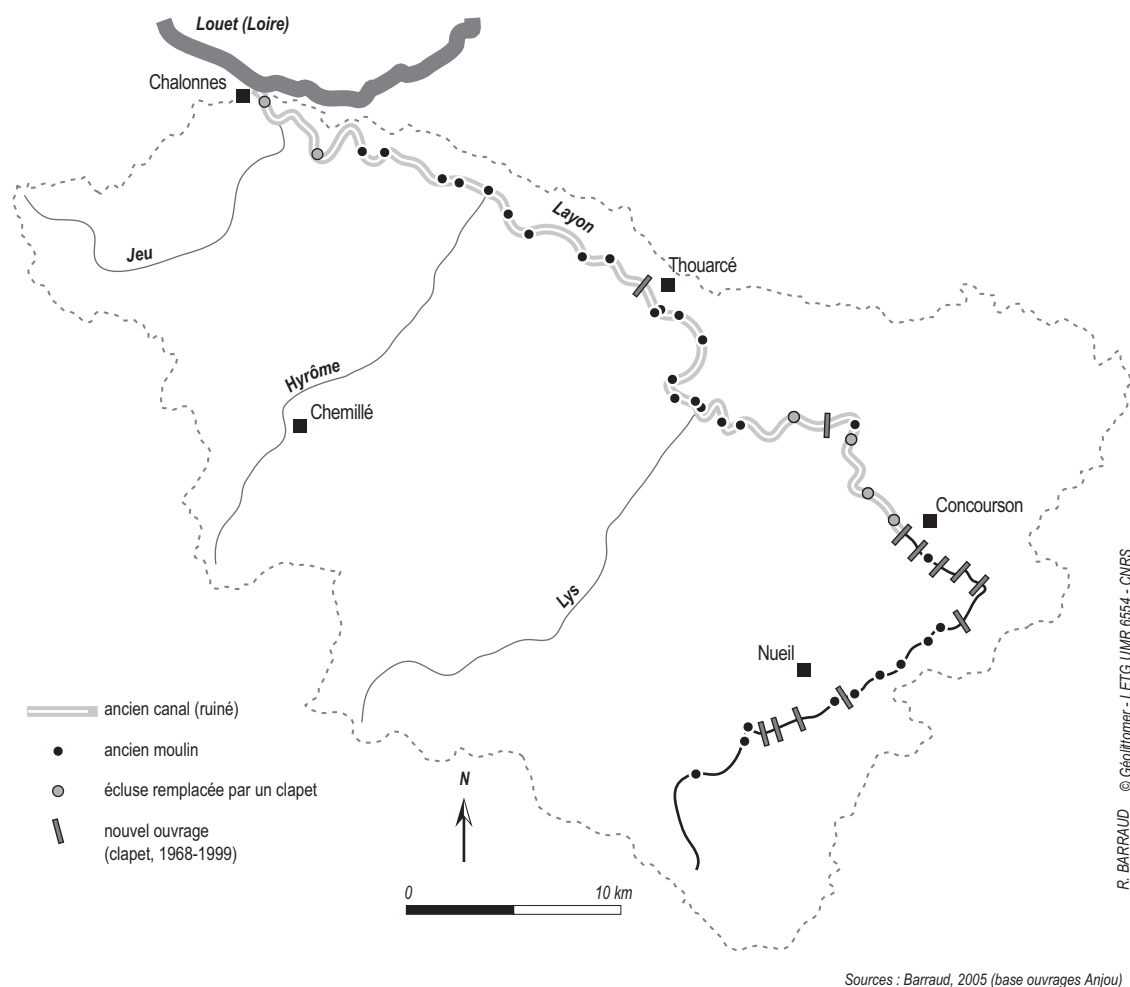 Louet (Loire)
Chalonnes
Layon
Jeu
Thouarcé
Hyrôme
Chemillé
Concourson
Lys
Nueil
ancien canal (ruiné)
ancien moulin
écluse remplacée par un clapet
nouvel ouvrage
(clapet, 1968-1999)
N
0 10 km
R. BARRAUD © Géolittomer - LETG UMR 6554 - CNRS
Sources : Barraud, 2005 (base ouvrages Anjou)